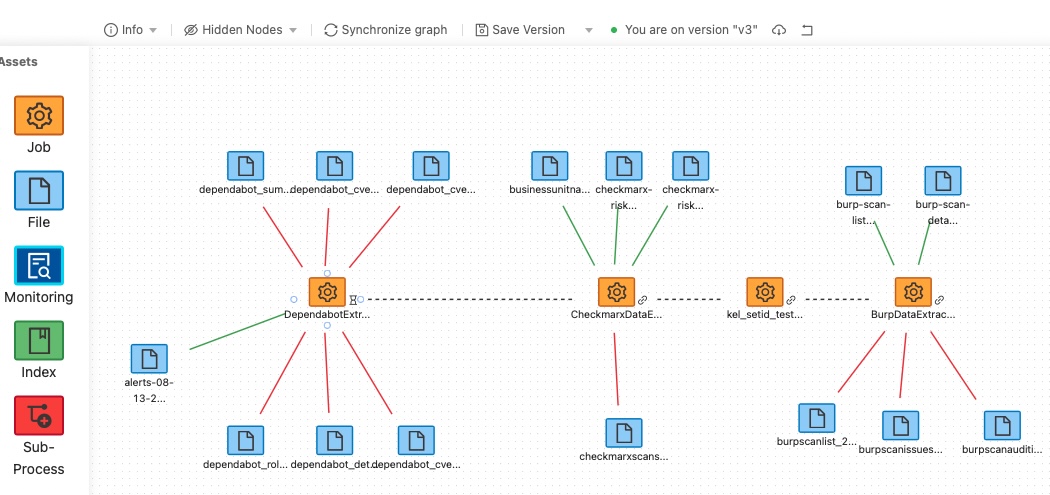 Info
Hidden Nodes
Synchronize graph
Save Version
You are on version "v3"
Assets
Job
File
Monitoring
Index
Sub-
Process
dependabot_sum...
dependabot_cve...
dependabot_cve...
businessunitna...
checkmarx-
risk...
checkmarx-
risk...
burp-scan-
list...
burp-scan-
deta...
DependabotExtr...
CheckmarxDataE...
kel_setid_test...
BurpDataExtrac...
alerts-08-
13-2...
dependabot_rol...
dependabot_det...
dependabot_cve...
checkmarxscans...
burpscanlist_2...
burpscanissues...
burpscanauditi...